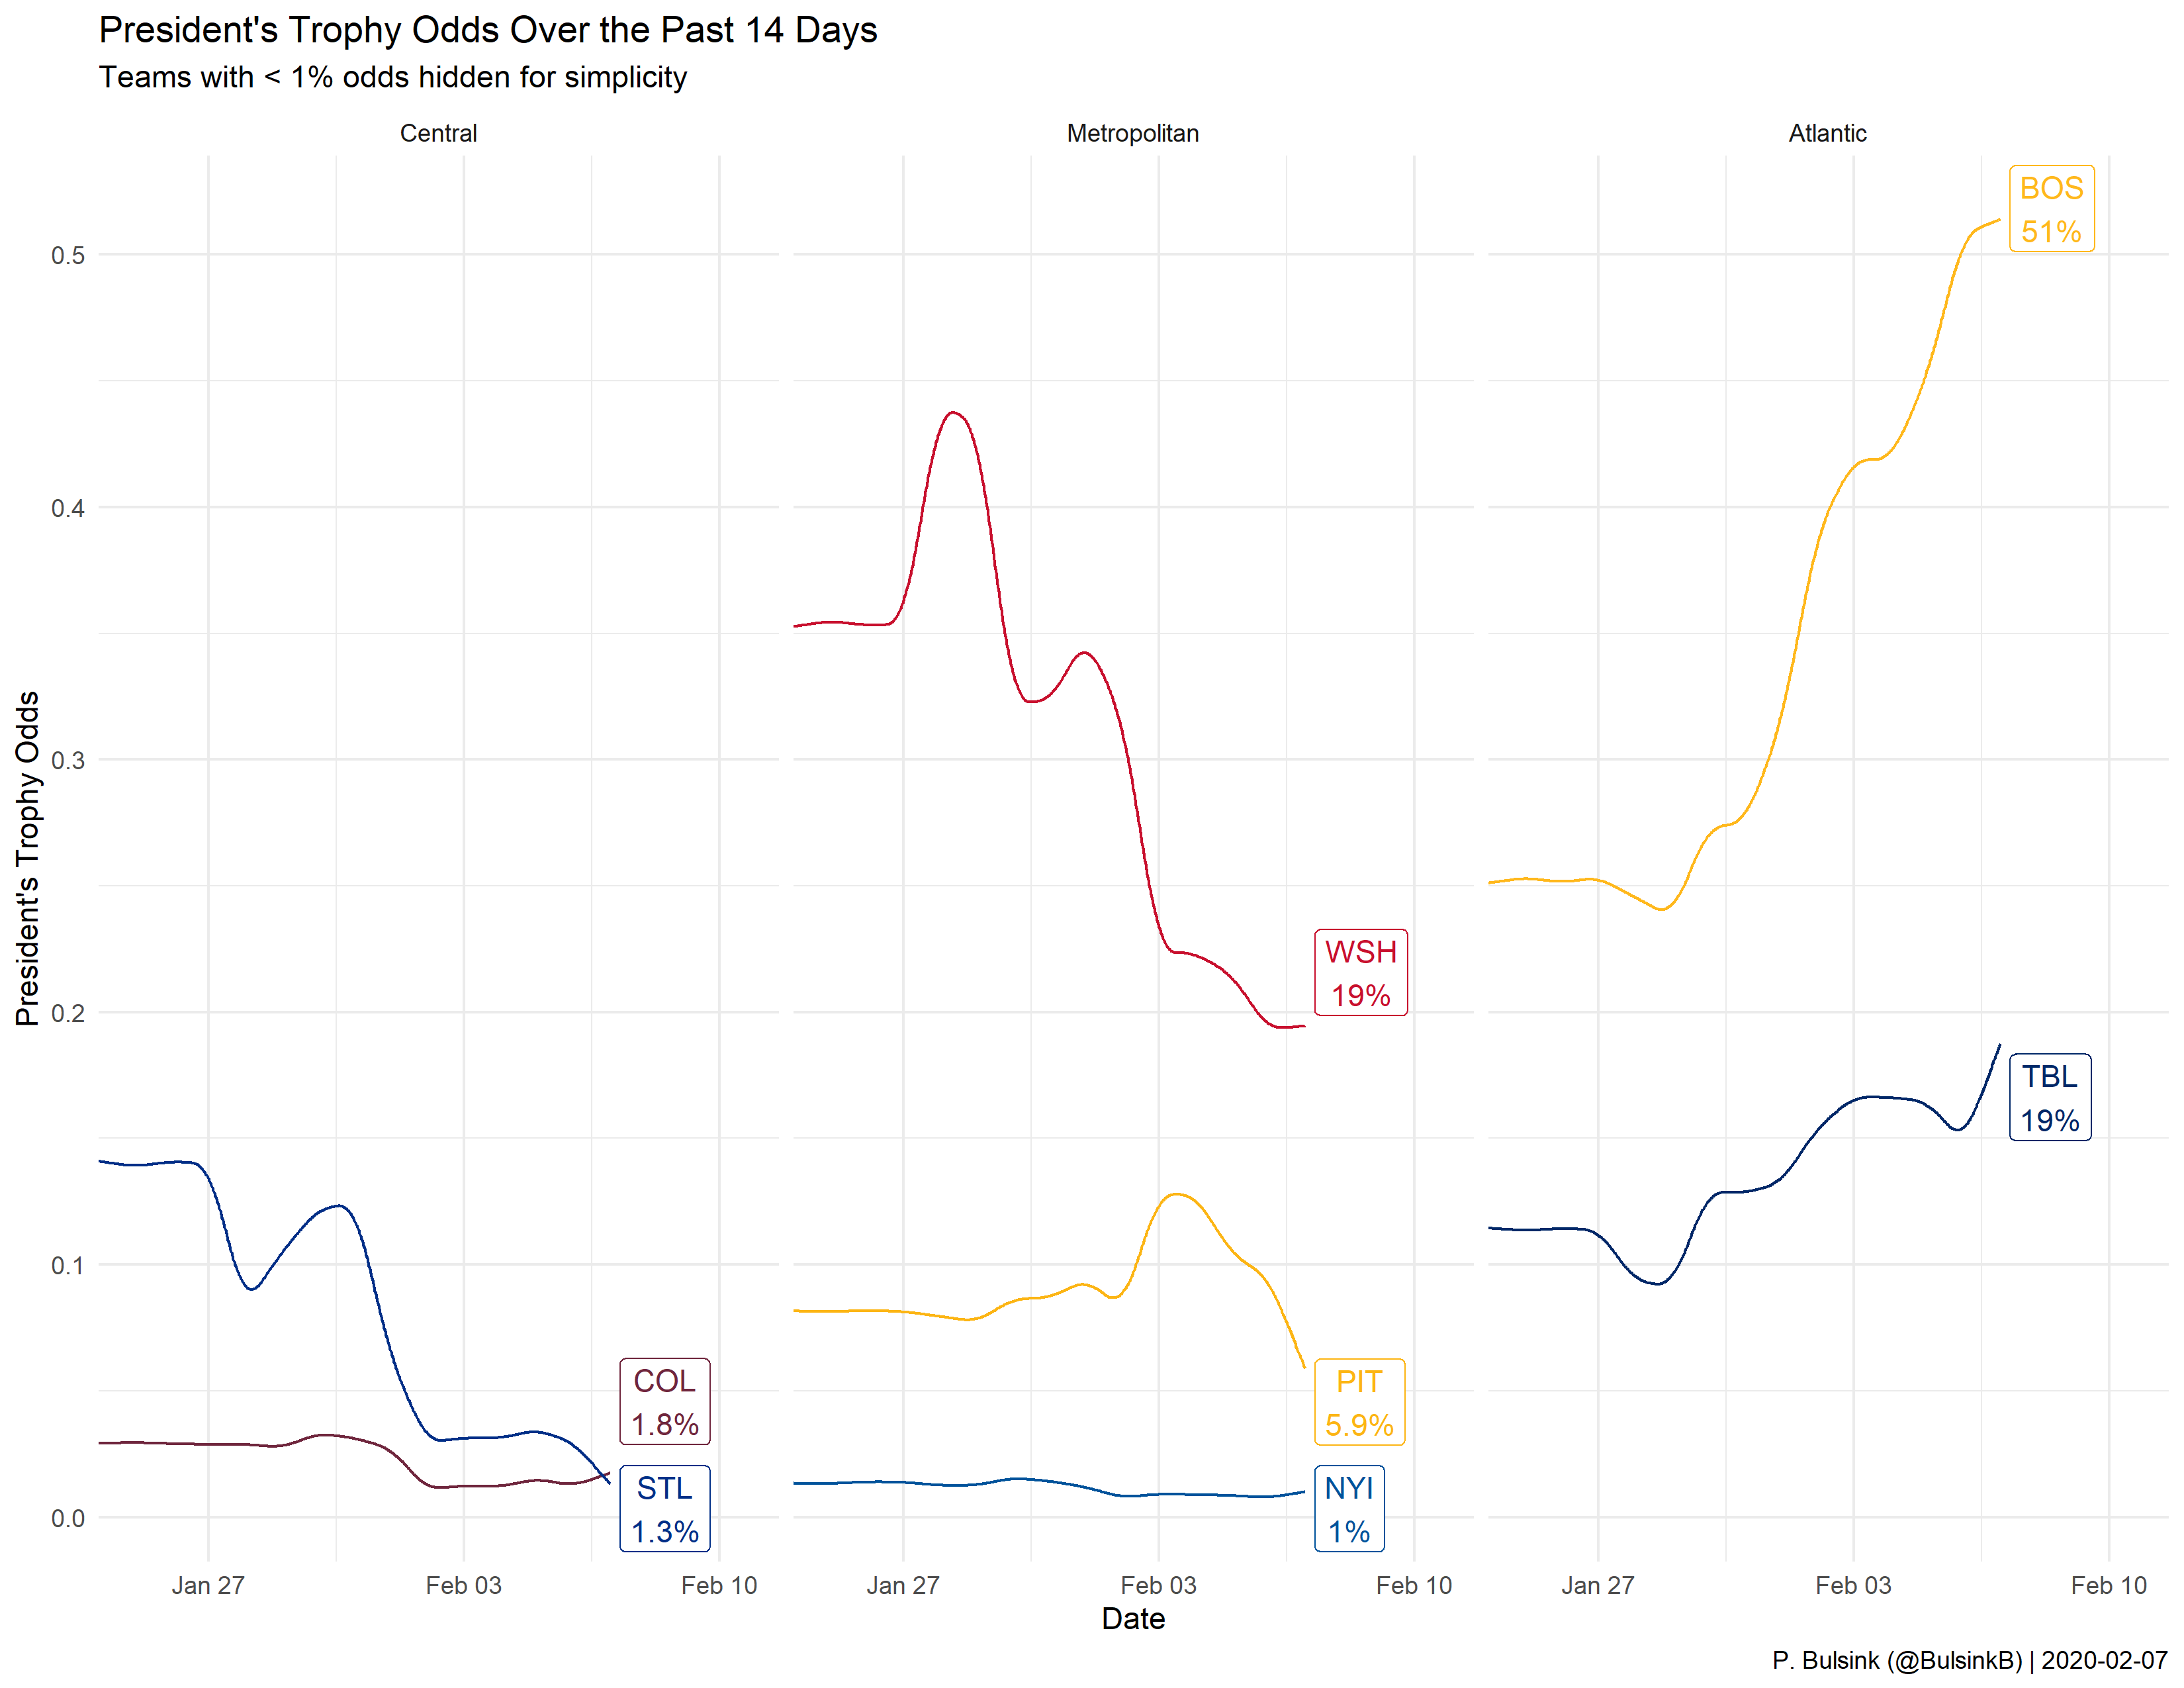 President's Trophy Odds Over the Past 14 Days
Teams with < 1% odds hidden for simplicity
Central
Metropolitan
Atlantic
President's Trophy Odds
0.5
0.4
0.3
0.2
0.1
0.0
COL
1.8%
STL
1.3%
WSH
19%
PIT
5.9%
NYI
1%
BOS
51%
TBL
19%
Jan 27
Feb 03
Feb 10
Jan 27
Feb 03
Feb 10
Jan 27
Feb 03
Feb 10
Date
P. Bulsink (@BulsinkB) | 2020-02-07